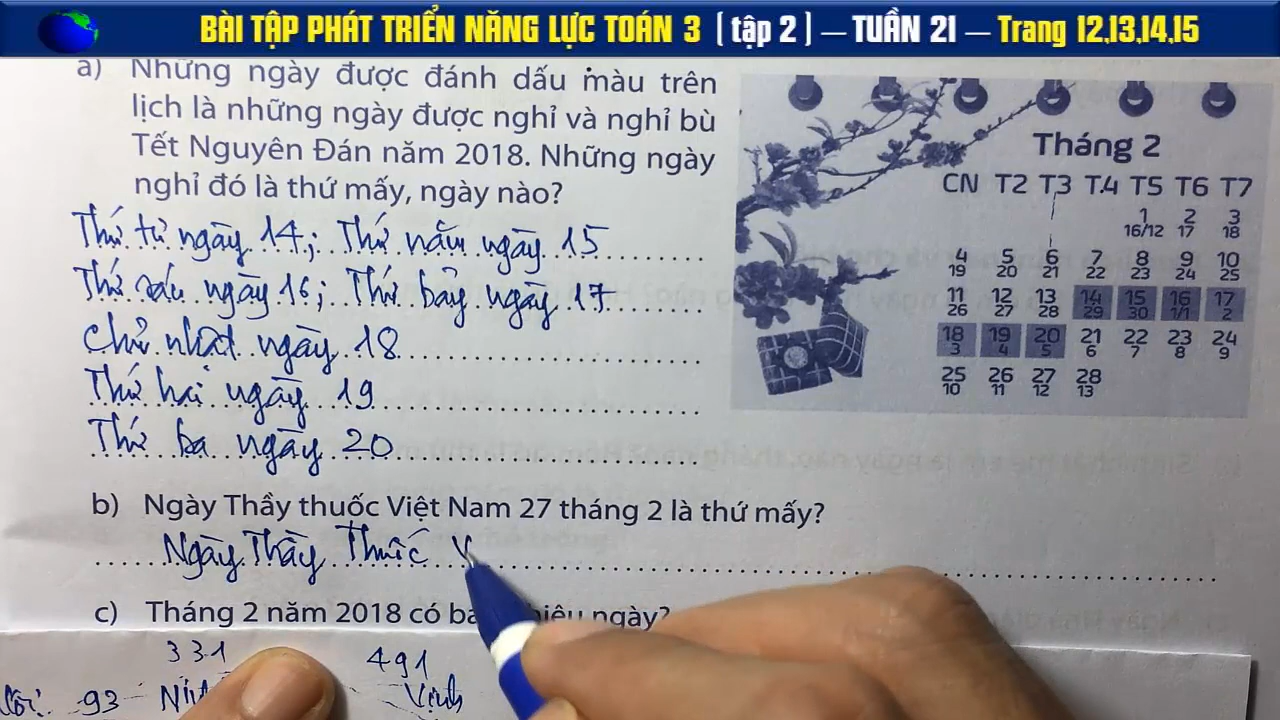 BÀI TẬP PHÁT TRIỂN NĂNG LỰC TOÁN 3 ( tập 2 ) – TUẦN 21 – Trang 12,13,14,15
a) Những ngày được đánh dấu màu trên
lịch là những ngày được nghỉ và nghỉ bù
Tết Nguyên Đán năm 2018. Những ngày
nghỉ đó là thứ mấy, ngày nào?
Thứ tư ngày 14; Thứ năm ngày 15
Thứ sáu ngày 16; Thứ bảy ngày 17
Chủ nhật ngày 18
Thứ hai ngày 19
Thứ ba ngày 20
Tháng 2
CN T2 T3 T4 T5 T6 T7
1 2 3
16/12 17 18
4 5 6 7 8 9 10
19 20 21 22 23 24 25
11 12 13 14 15 16 17
26 27 28 29 30 1/1 2
18 19 20 21 22 23 24
3 4 5 6 7 8 9
25 26 27 28
10 11 12 13
b) Ngày Thầy thuốc Việt Nam 27 tháng 2 là thứ mấy?
Ngày Thầy Thuốc V
c) Tháng 2 năm 2018 có ngày?
331 491
93